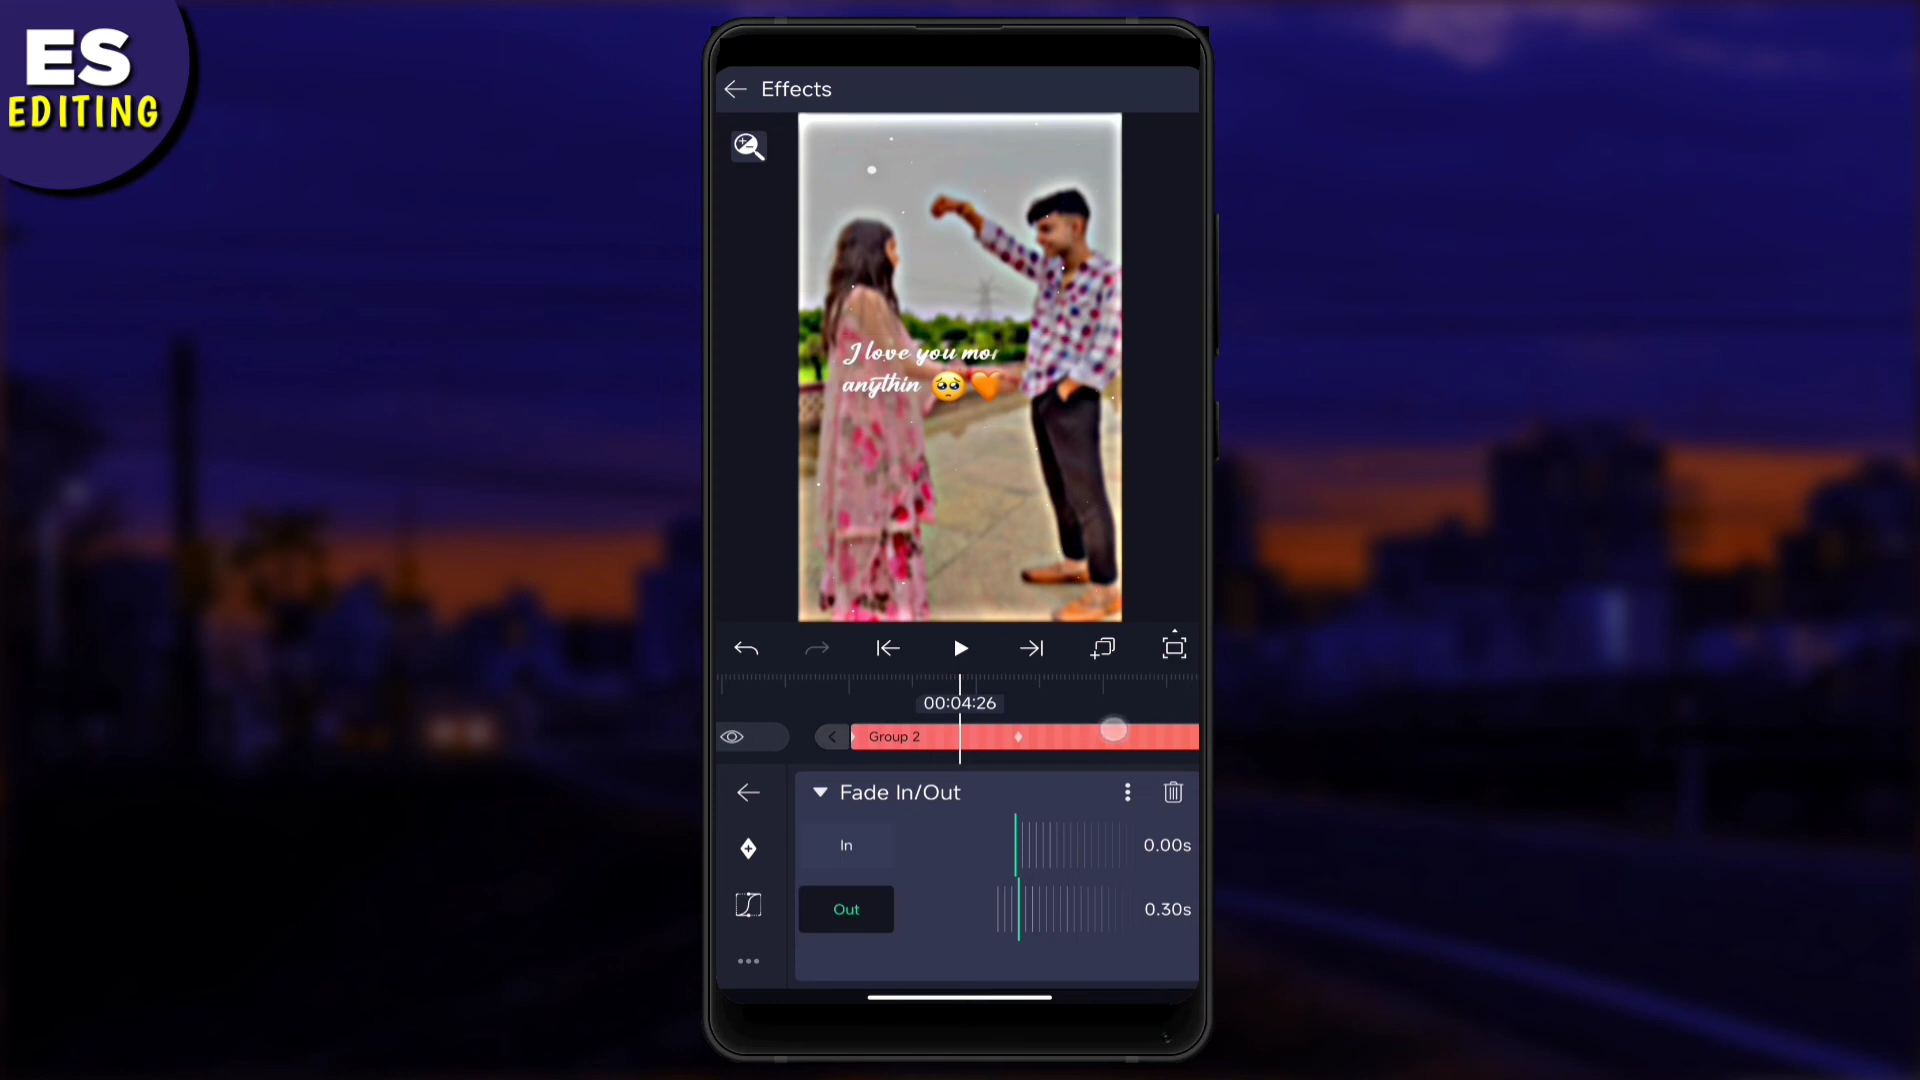 ES
EDITING
Effects
I love you mor
anythin 🥺🧡
00:04:26
Group 2
Fade In/Out
In
0.00s
Out
0.30s